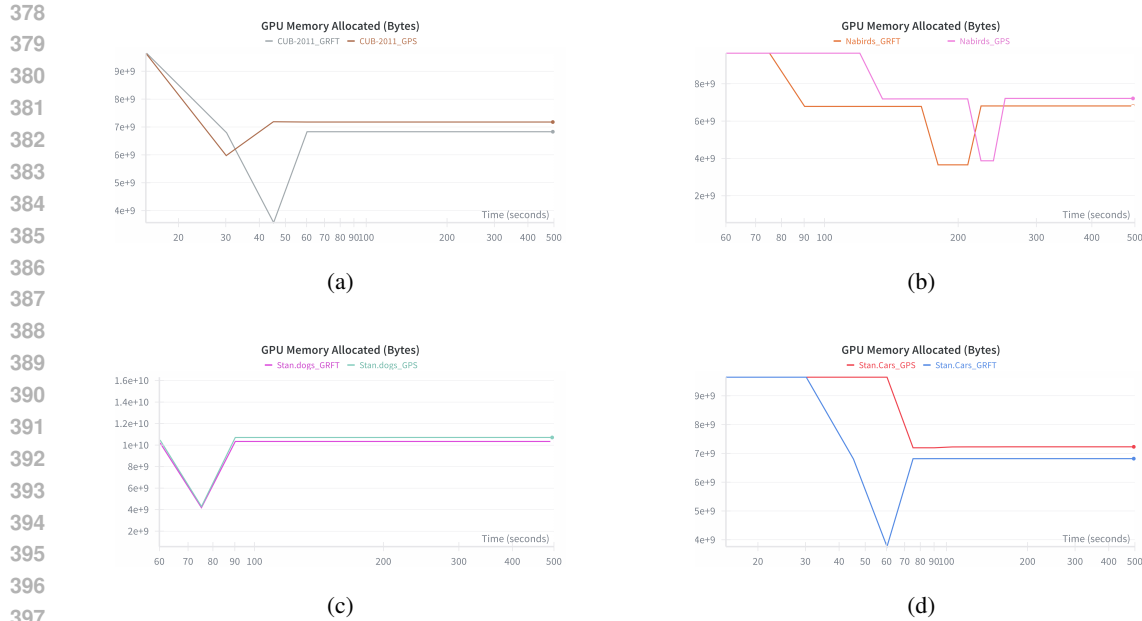 378
379
380
381
382
383
384
385
386
387
388
389
390
391
392
393
394
395
396
397
GPU Memory Allocated (Bytes)
CUB-2011_GRFT CUB-2011_GPS
9e+9
8e+9
7e+9
6e+9
5e+9
4e+9
Time (seconds)
20 30 40 50 60 70 80 90 100 200 300 400 500
(a)
GPU Memory Allocated (Bytes)
Nabirds_GRFT Nabirds_GPS
8e+9
6e+9
4e+9
2e+9
Time (seconds)
60 70 80 90 100 200 300 400 500
(b)
GPU Memory Allocated (Bytes)
Stan.dogs_GRFT Stan.dogs_GPS
1.6e+10
1.4e+10
1.2e+10
1e+10
8e+9
6e+9
4e+9
2e+9
Time (seconds)
60 70 80 90 100 200 300 400 500
(c)
GPU Memory Allocated (Bytes)
Stan.Cars_GPS Stan.Cars_GRFT
9e+9
8e+9
7e+9
6e+9
5e+9
4e+9
Time (seconds)
20 30 40 50 60 70 80 90 100 200 300 400 500
(d)